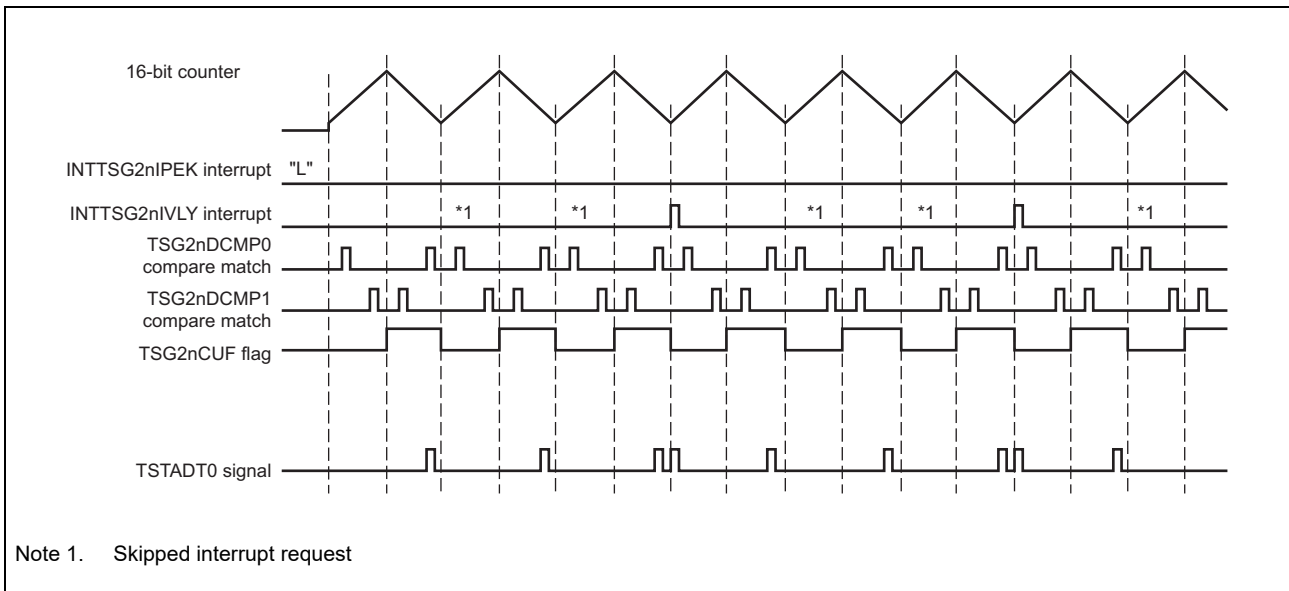 16-bit counter
INTTSG2nIPEK interrupt "L"
INTTSG2nIVLY interrupt *1 *1 *1 *1 *1
TSG2nDCMP0
compare match
TSG2nDCMP1
compare match
TSG2nCUF flag
TSTADT0 signal
Note 1. Skipped interrupt request